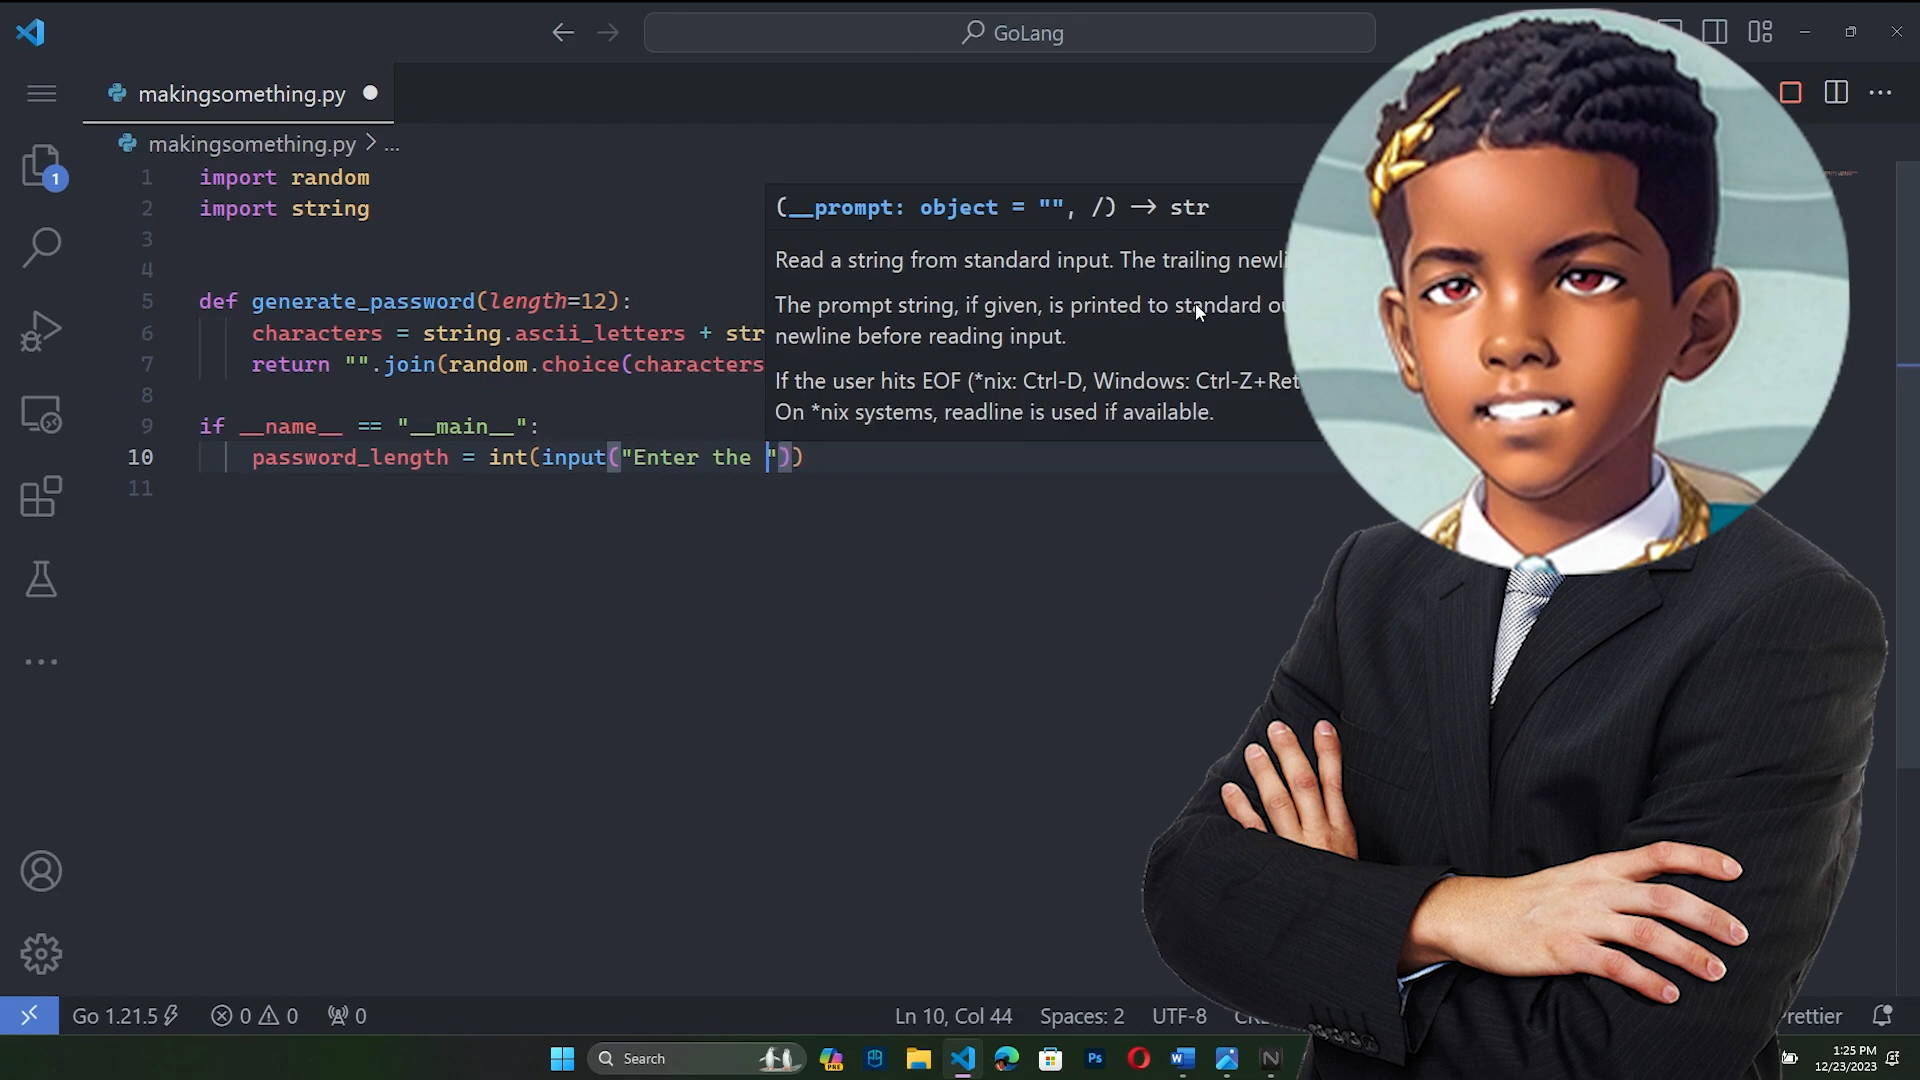 GoLang
makingsomething.py
makingsomething.py > ...
1 import random
2 import string
3
4
5 def generate_password(length=12):
6 characters = string.ascii_letters + str
7 return "".join(random.choice(characters
8
9 if __name__ == "__main__":
10 password_length = int(input("Enter the "))
11
(__prompt: object = "", /) -> str
Read a string from standard input. The trailing newli
The prompt string, if given, is printed to standard ou
newline before reading input.
If the user hits EOF (*nix: Ctrl-D, Windows: Ctrl-Z+Ret
On *nix systems, readline is used if available.
1
Go 1.21.5 0 0 0 Ln 10, Col 44 Spaces: 2 UTF-8 rettier
Search
PRE
Ps
W
N
1:25 PM
12/23/2023